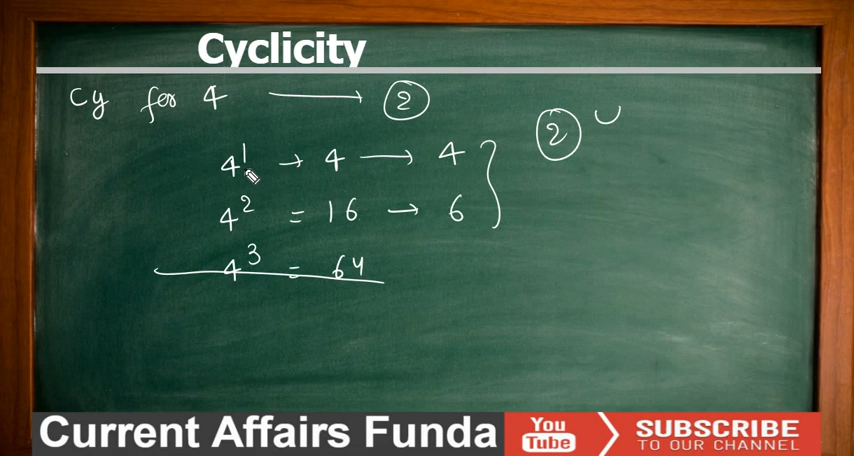 Cyclicity
Cy for 4 → 2
4¹ → 4 → 4
2
4² = 16 → 6
4³ = 64
Current Affairs Funda
You Tube
SUBSCRIBE
TO OUR CHANNEL